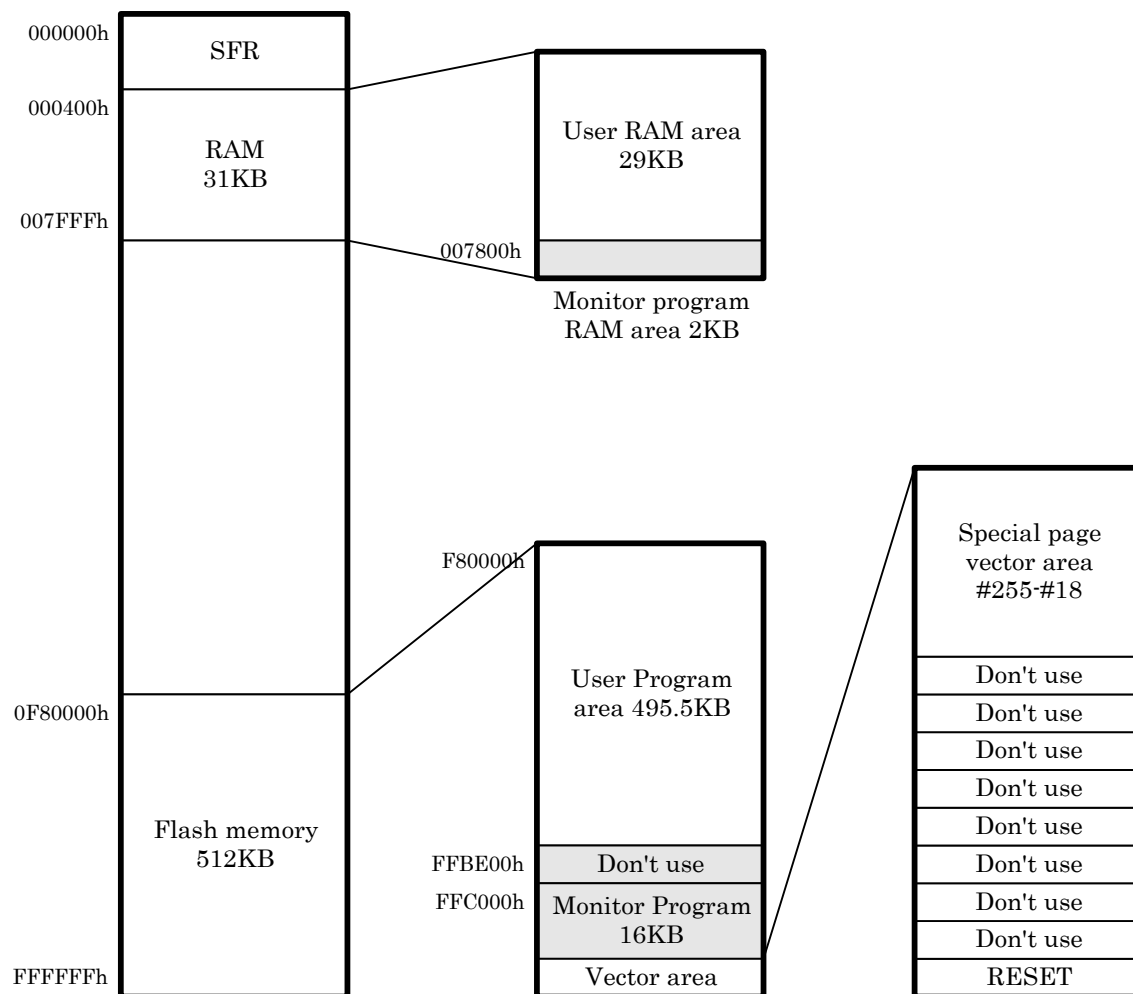 000000h
SFR
000400h
RAM
31KB
007FFFh
User RAM area
29KB
007800h
Monitor program
RAM area 2KB
0F80000h
Flash memory
512KB
FFFFFFh
F80000h
User Program
area 495.5KB
FFBE00h
Don't use
FFC000h
Monitor Program
16KB
Vector area
Special page
vector area
#255-#18
Don't use
Don't use
Don't use
Don't use
Don't use
Don't use
Don't use
Don't use
RESET